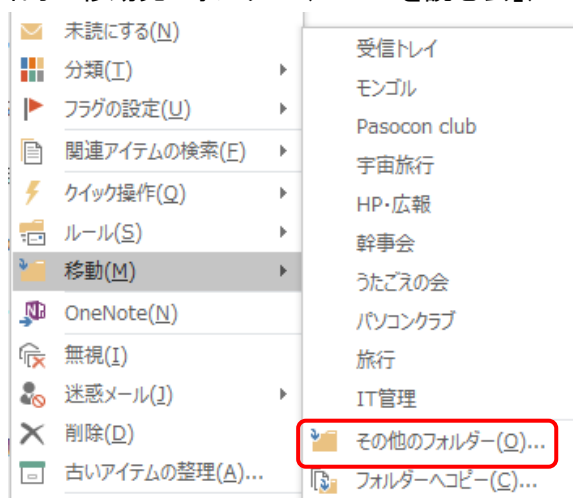 未読にする(N)
分類(T)
フラグの設定(U)
関連アイテムの検索(F)
クイック操作(Q)
ルール(S)
移動(M)
OneNote(N)
無視(I)
迷惑メール(J)
削除(D)
古いアイテムの整理(A)...
受信トレイ
モンゴル
Pasocon club
宇宙旅行
HP・広報
幹事会
うたごえの会
パソコンクラブ
旅行
IT管理
その他のフォルダー(O)...
フォルダーへコピー(C)...